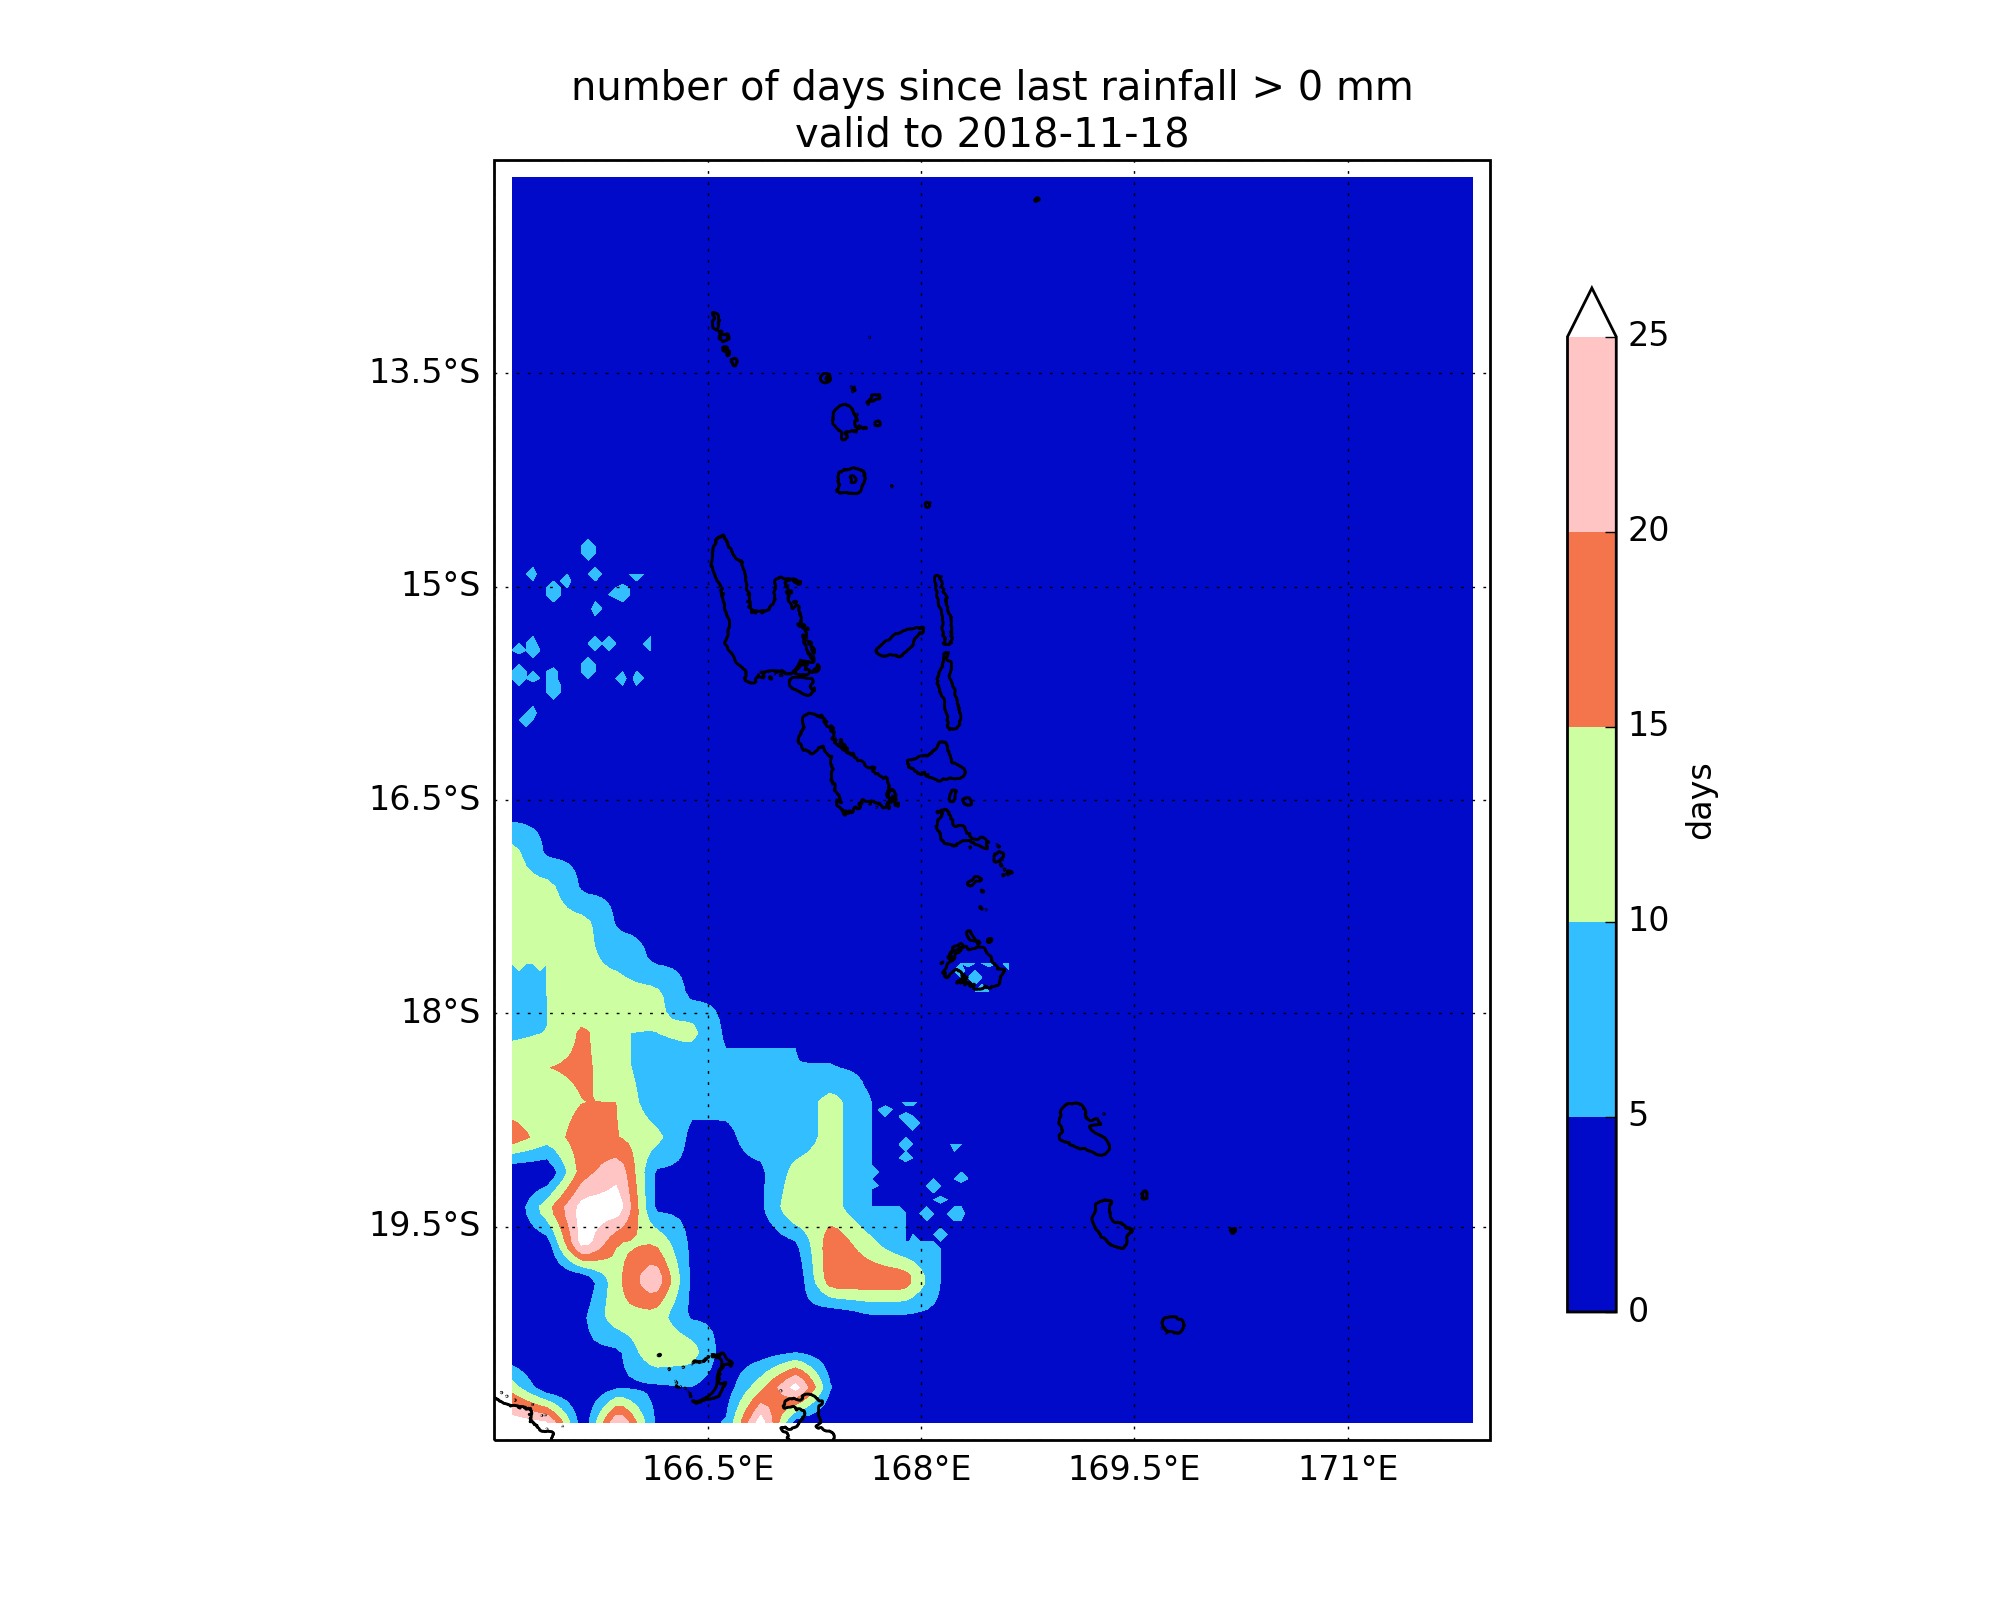 number of days since last rainfall > 0 mm
valid to 2018-11-18
13.5°S
15°S
16.5°S
18°S
19.5°S
166.5°E
168°E
169.5°E
171°E
25
20
15
10
5
0
days